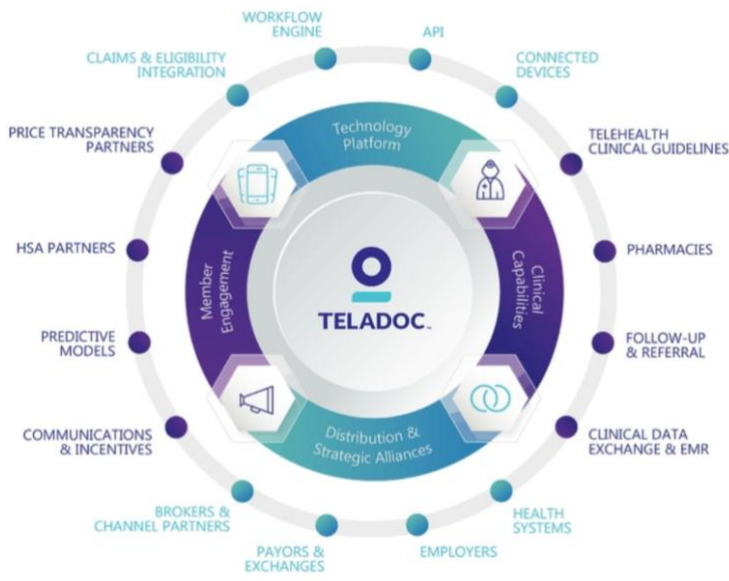 WORKFLOW
ENGINE
API
CLAIMS & ELIGIBILITY
INTEGRATION
CONNECTED
DEVICES
PRICE TRANSPARENCY
PARTNERS
Technology
Platform
TELEHEALTH
CLINICAL GUIDELINES
HSA PARTNERS
Member
Engagement
TELADOC™
Clinical
Capabilities
PHARMACIES
PREDICTIVE
MODELS
FOLLOW-UP
& REFERRAL
COMMUNICATIONS
& INCENTIVES
Distribution &
Strategic Alliances
CLINICAL DATA
EXCHANGE & EMR
BROKERS &
CHANNEL PARTNERS
HEALTH
SYSTEMS
PAYORS &
EXCHANGES
EMPLOYERS